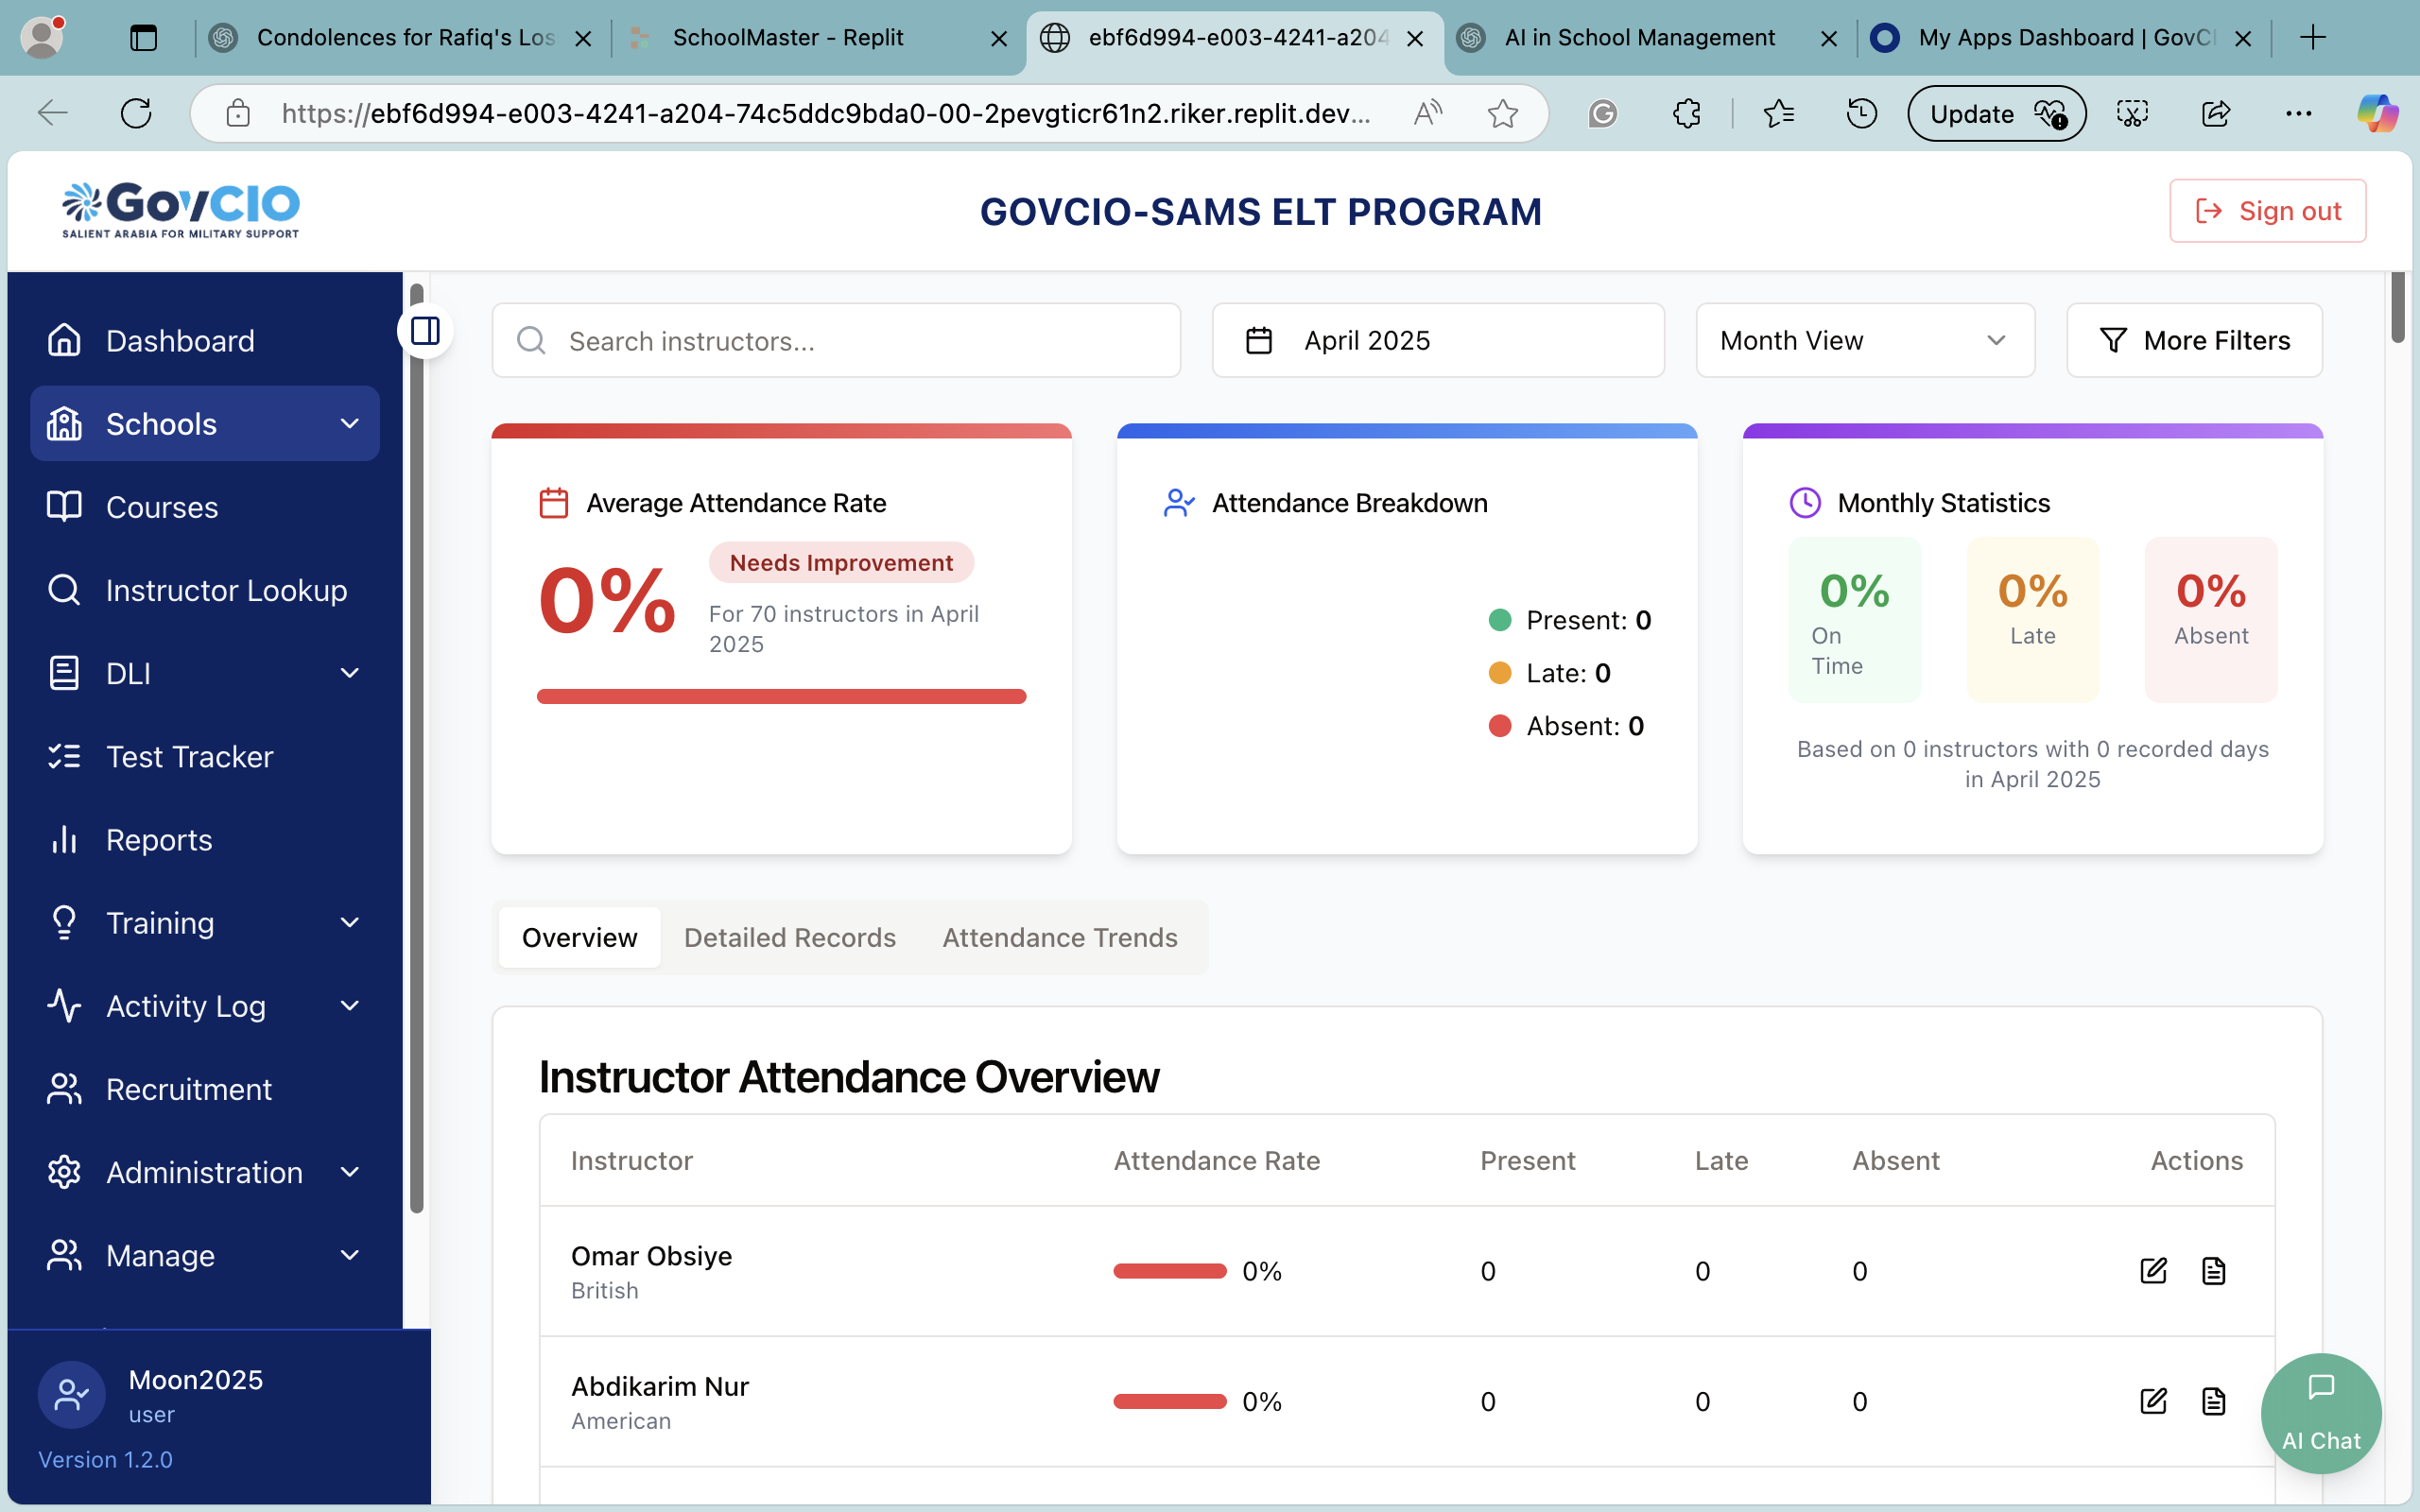 Condolences for Rafiq's Los
SchoolMaster - Replit
ebf6d994-e003-4241-a204
AI in School Management
My Apps Dashboard | GovCI
https://ebf6d994-e003-4241-a204-74c5ddc9bda0-00-2pevgticr61n2.riker.replit.dev...
Update
GovCIO
SALIENT ARABIA FOR MILITARY SUPPORT
GOVCIO-SAMS ELT PROGRAM
Sign out
Dashboard
Schools
Courses
Instructor Lookup
DLI
Test Tracker
Reports
Training
Activity Log
Recruitment
Administration
Manage
Moon2025
user
Version 1.2.0
Search instructors...
April 2025
Month View
More Filters
Average Attendance Rate
0%
Needs Improvement
For 70 instructors in April
2025
Attendance Breakdown
Present: 0
Late: 0
Absent: 0
Monthly Statistics
0%
On
Time
0%
Late
0%
Absent
Based on 0 instructors with 0 recorded days
in April 2025
Overview
Detailed Records
Attendance Trends
Instructor Attendance Overview
Instructor Attendance Rate Present Late Absent Actions
Omar Obsiye
British
0% 0 0 0
Abdikarim Nur
American
0% 0 0 0
AI Chat